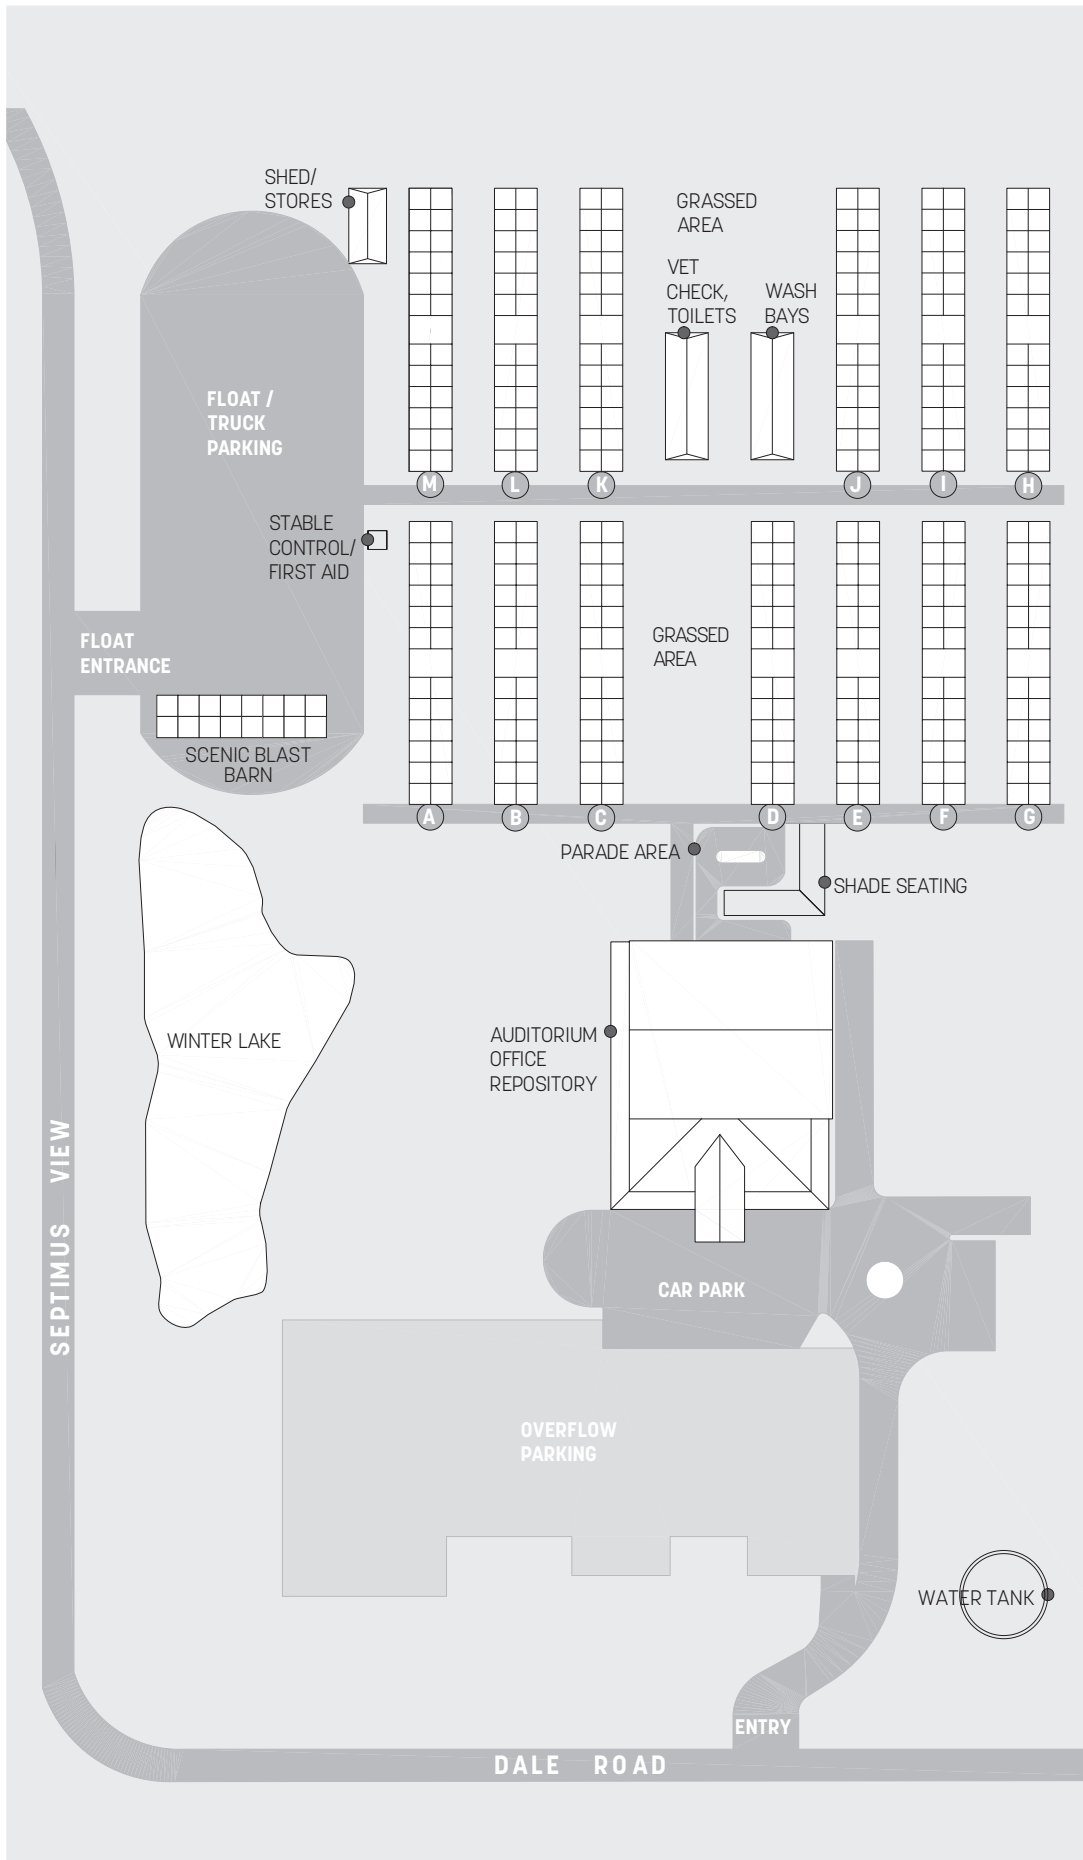 SHED/
STORES
GRASSED
AREA
VET
CHECK,
TOILETS
WASH
BAYS
FLOAT /
TRUCK
PARKING
M
L
K
J
I
H
STABLE
CONTROL/
FIRST AID
FLOAT
ENTRANCE
GRASSED
AREA
SCENIC BLAST
BARN
A
B
C
D
E
F
G
PARADE AREA
SHADE SEATING
WINTER LAKE
AUDITORIUM
OFFICE
REPOSITORY
SEPTIMUS VIEW
CAR PARK
OVERFLOW
PARKING
WATER TANK
ENTRY
DALE ROAD